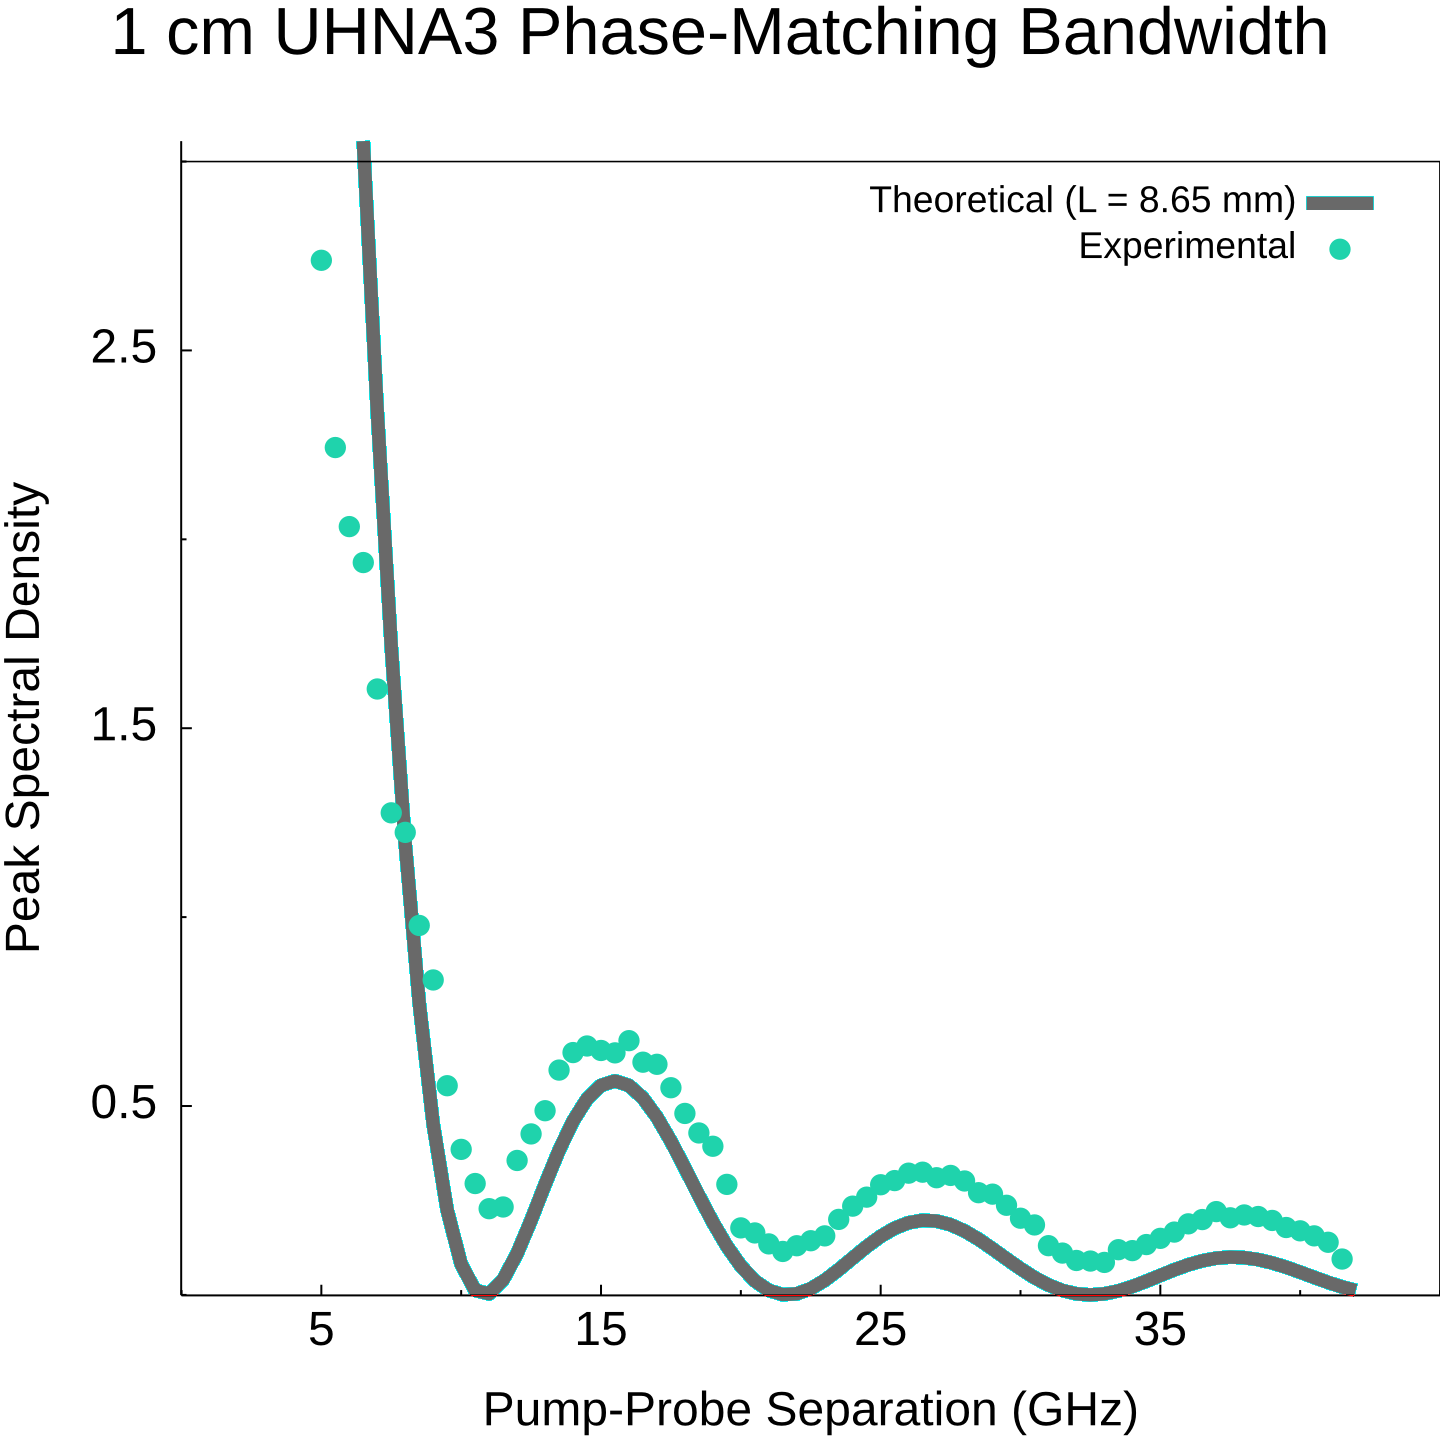 1 cm UHNA3 Phase-Matching Bandwidth
Theoretical (L = 8.65 mm)
Experimental
2.5
1.5
0.5
Peak Spectral Density
5 15 25 35
Pump-Probe Separation (GHz)